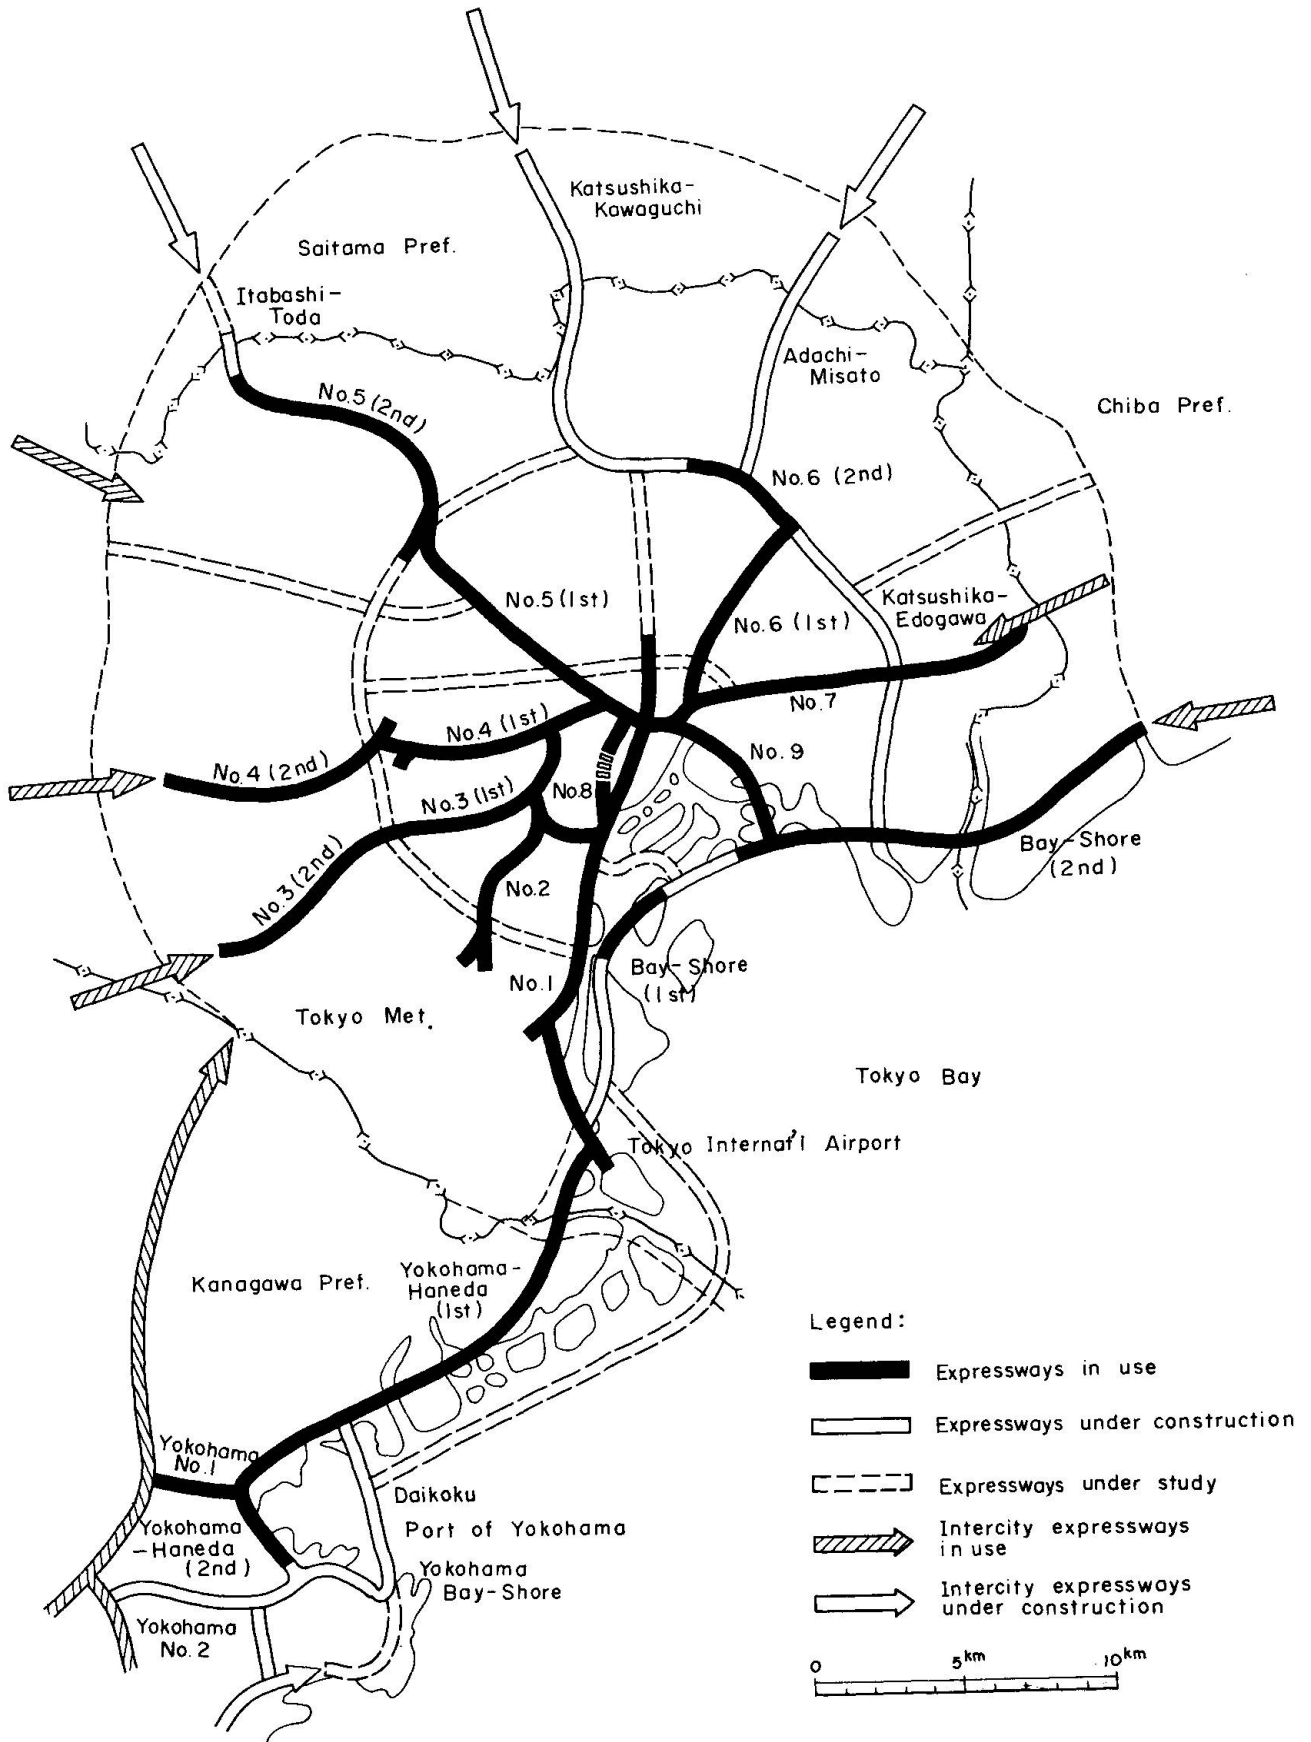 Katsushika-
Kawaguchi
Saitama Pref.
Itabashi-
Toda
Adachi-
Misato
No.5 (2nd)
Chiba Pref.
No.6 (2nd)
No.5 (1st)
Katsushika-
Edogawa
No.6 (1st)
No.7
No.4 (1st)
No.9
No.4 (2nd)
No.3 (1st)
No.8
Bay-Shore
(2nd)
No.3 (2nd)
No.2
Bay-Shore
(1st)
No.1
Tokyo Met.
Tokyo Bay
Tokyo Internat'l Airport
Kanagawa Pref.
Yokohama-
Haneda
(1st)
Legend:
Expressways in use
Expressways under construction
Yokohama
No.1
Expressways under study
Daikoku
Port of Yokohama
Yokohama
-Haneda
(2nd)
Intercity expressways
in use
Yokohama
Bay-Shore
Intercity expressways
under construction
Yokohama
No.2
0 5km 10km